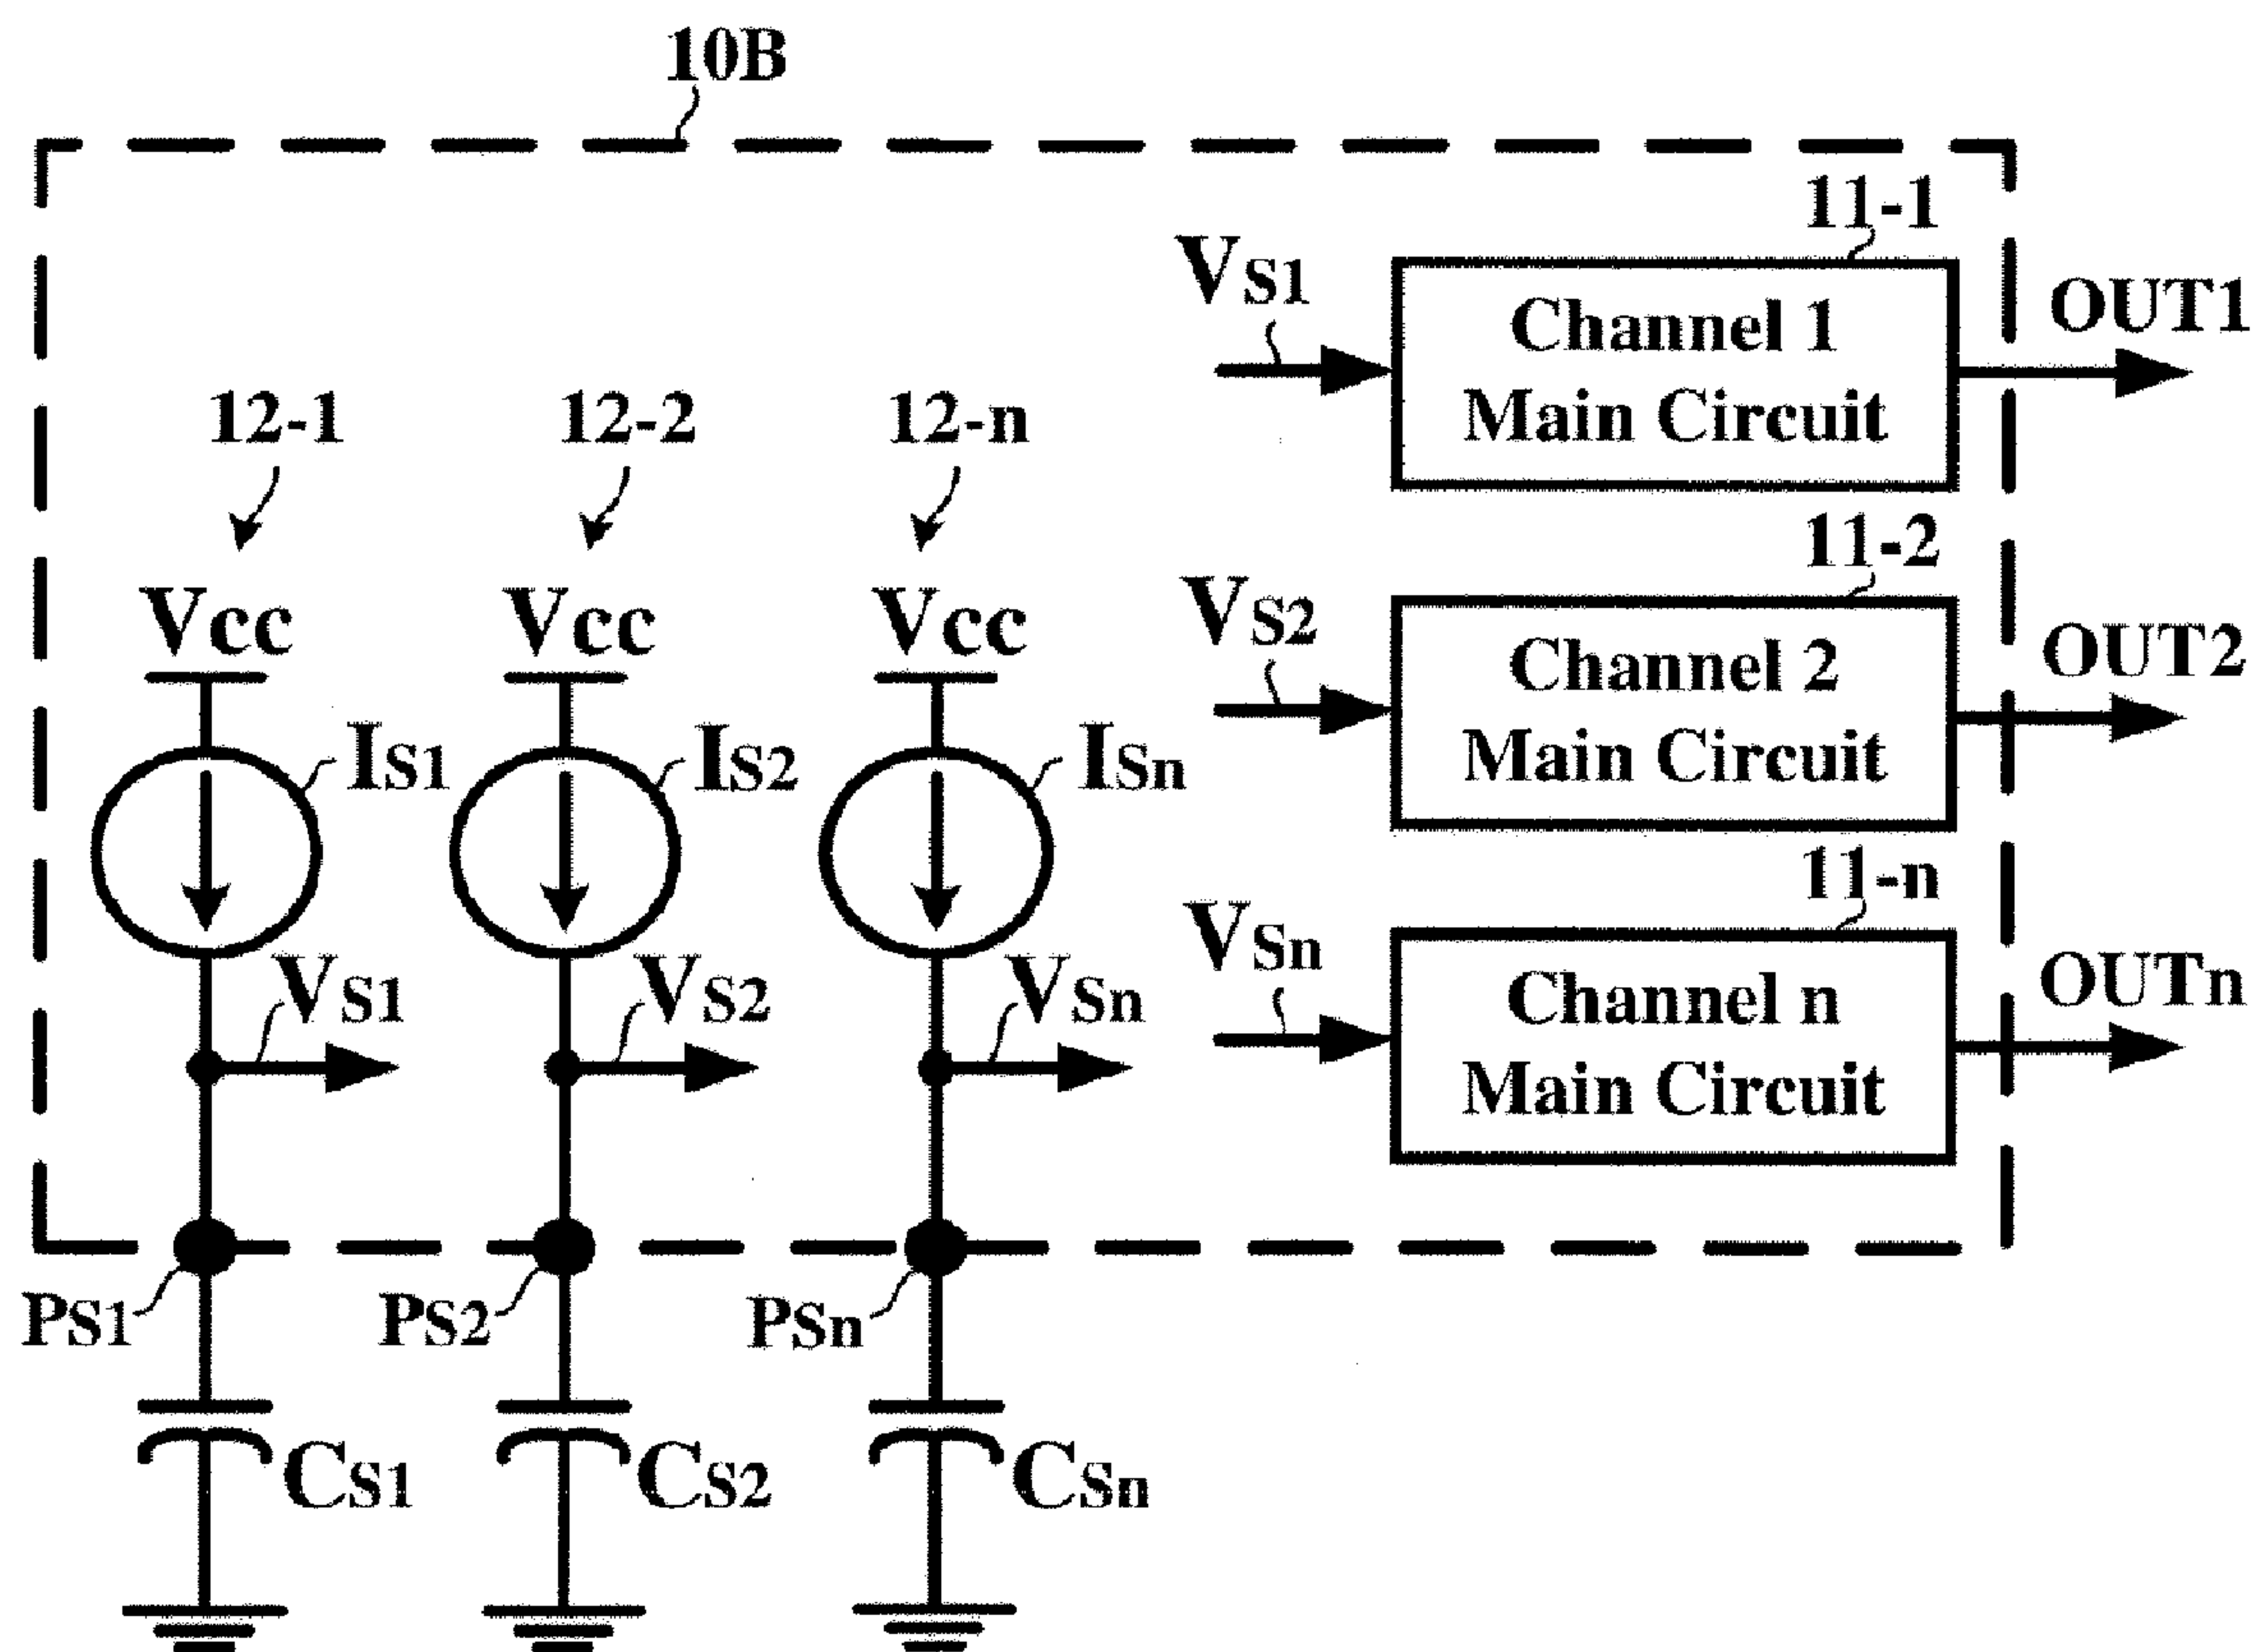 10B
11-1
VS1
Channel 1
Main Circuit
OUT1
12-1
12-2
12-n
11-2
VS2
Channel 2
Main Circuit
OUT2
Vcc
Vcc
Vcc
IS1
IS2
ISn
11-n
VSn
Channel n
Main Circuit
OUTn
VS1
VS2
VSn
PS1
PS2
PSn
CS1
CS2
CSn